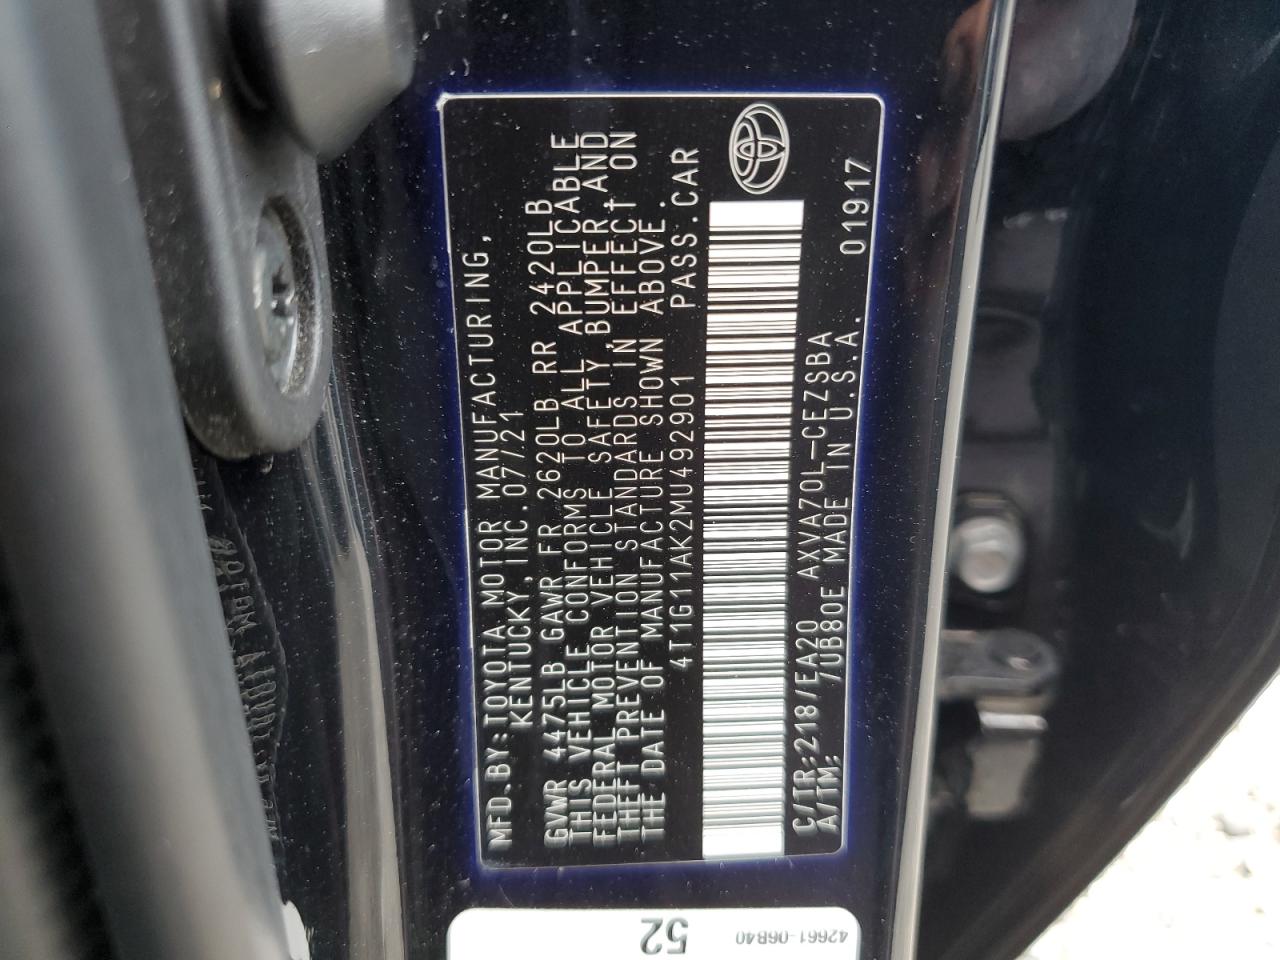 MFD.BY:TOYOTA MOTOR MANUFACTURING,
KENTUCKY,INC.07/21
GVWR 4475LB GAWR FR 2620LB RR 2420LB
THIS VEHICLE CONFORMS TO ALL APPLICABLE
FEDERAL MOTOR VEHICLE SAFETY,BUMPER,AND
THEFT PREVENTION STANDARDS IN EFFECT ON
THE DATE OF MANUFACTURE SHOWN ABOVE.
4T1G11AK2MU492901 PASS.CAR
C/TR:218/EA20 AXVA70L-CEZSBA
A/TM: /UB80E MADE IN U.S.A. 01917
52
42661-06B40